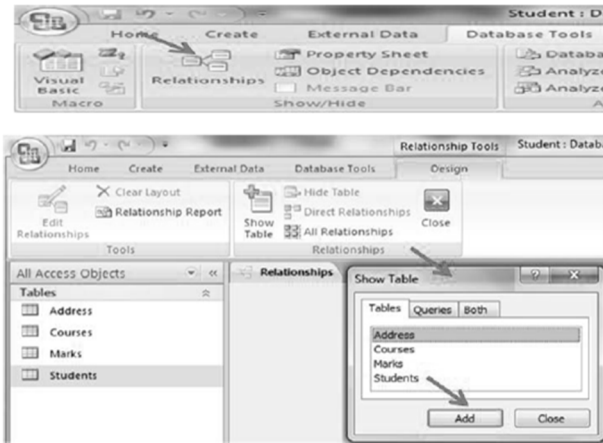 Student : D
Home Create External Data Database Tools
Visual Basic
Relationships
Property Sheet
Object Dependencies
Message Bar
Databa
Analyze
Analyze
Macro Show/Hide A
Relationship Tools Student : Databa
Home Create External Data Database Tools Design
Edit Relationships
Clear Layout
Relationship Report
Tools
Show Table
Hide Table
Direct Relationships
All Relationships
Close
Relationships
All Access Objects
Tables
Address
Courses
Marks
Students
Relationships
Show Table
Tables Queries Both
Address
Courses
Marks
Students
Add Close